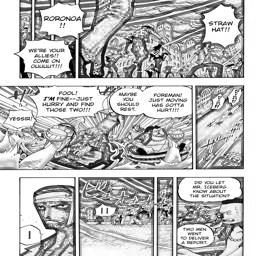 RORONOA
!!
STRAW
HAT!!
WE'RE YOUR
ALLIES!!
COME ON
OUUUUT!!!!
FOREMAN!
JUST MOVING
HAS GOTTA
HURT!!!!
MAYBE
YOU
SHOULD
REST.
FOOL!
I'M FINE--JUST
HURRY AND FIND
THOSE TWO!!!
YESSIR!
DID YOU LET
MR. ICEBERG
KNOW ABOUT
THE SITUATION?
TWO MEN
WENT TO
DELIVER
A REPORT.
!!
!